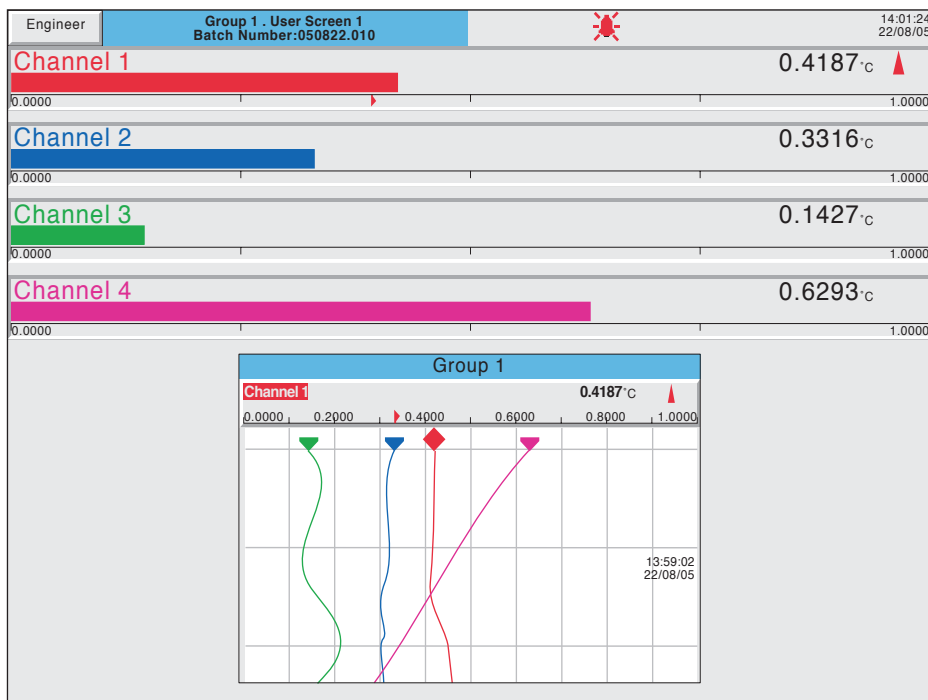 Engineer
Group 1 . User Screen 1
Batch Number:050822.010
14:01:24
22/08/05
Channel 1
0.4187°C
0.0000 1.0000
Channel 2
0.3316°C
0.0000 1.0000
Channel 3
0.1427°C
0.0000 1.0000
Channel 4
0.6293°C
0.0000 1.0000
Group 1
Channel 1 0.4187°C
0.0000 0.2000 0.4000 0.6000 0.8000 1.0000
13:59:02
22/08/05